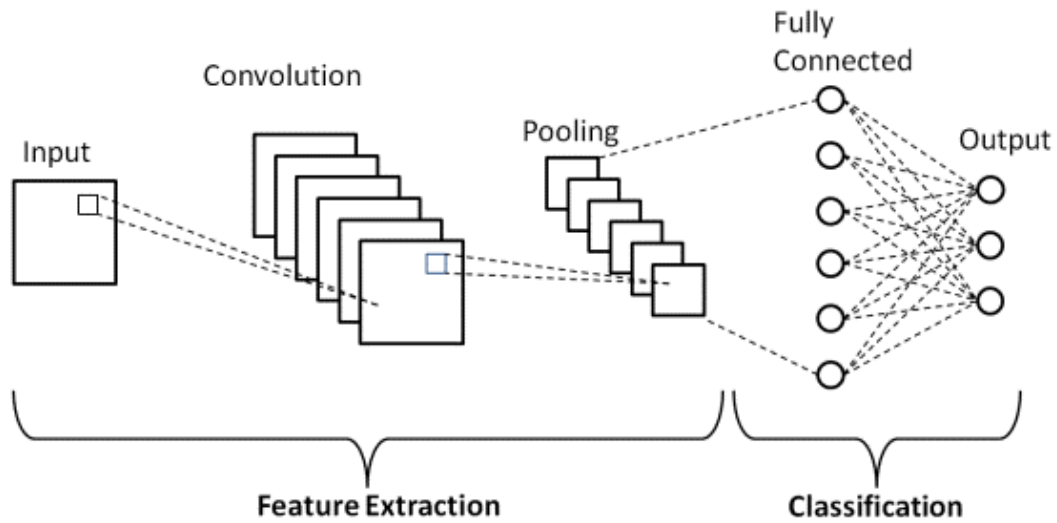 Input
Convolution
Pooling
Fully
Connected
Output
Feature Extraction
Classification